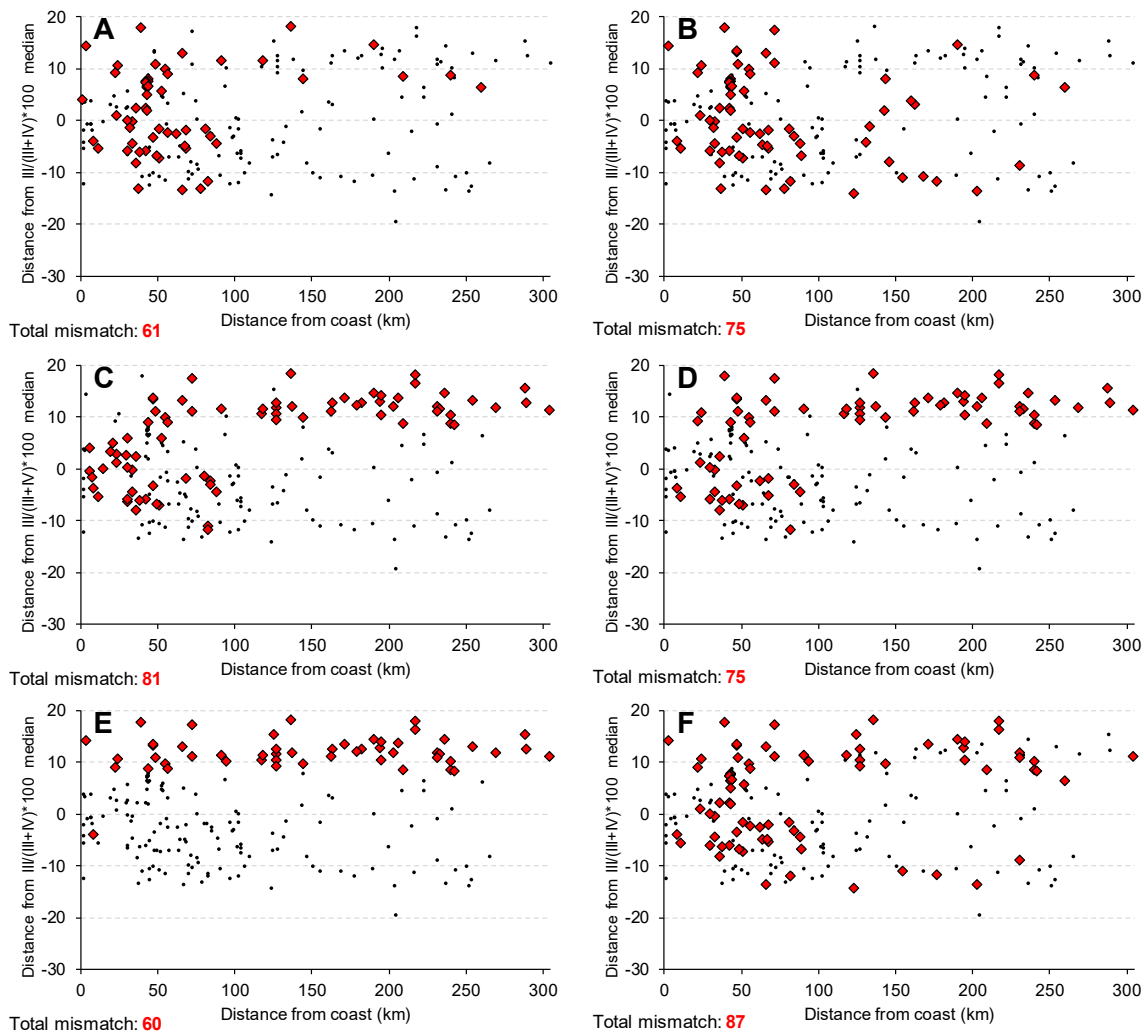 A
Distance from III/(III+IV)*100 median
20
10
0
-10
-20
-30
0 50 100 150 200 250 300
Distance from coast (km)
Total mismatch: 61
B
Distance from III/(III+IV)*100 median
20
10
0
-10
-20
-30
0 50 100 150 200 250 300
Distance from coast (km)
Total mismatch: 75
C
Distance from III/(III+IV)*100 median
20
10
0
-10
-20
-30
0 50 100 150 200 250 300
Distance from coast (km)
Total mismatch: 81
D
Distance from III/(III+IV)*100 median
20
10
0
-10
-20
-30
0 50 100 150 200 250 300
Distance from coast (km)
Total mismatch: 75
E
Distance from III/(III+IV)*100 median
20
10
0
-10
-20
-30
0 50 100 150 200 250 300
Distance from coast (km)
Total mismatch: 60
F
Distance from III/(III+IV)*100 median
20
10
0
-10
-20
-30
0 50 100 150 200 250 300
Distance from coast (km)
Total mismatch: 87